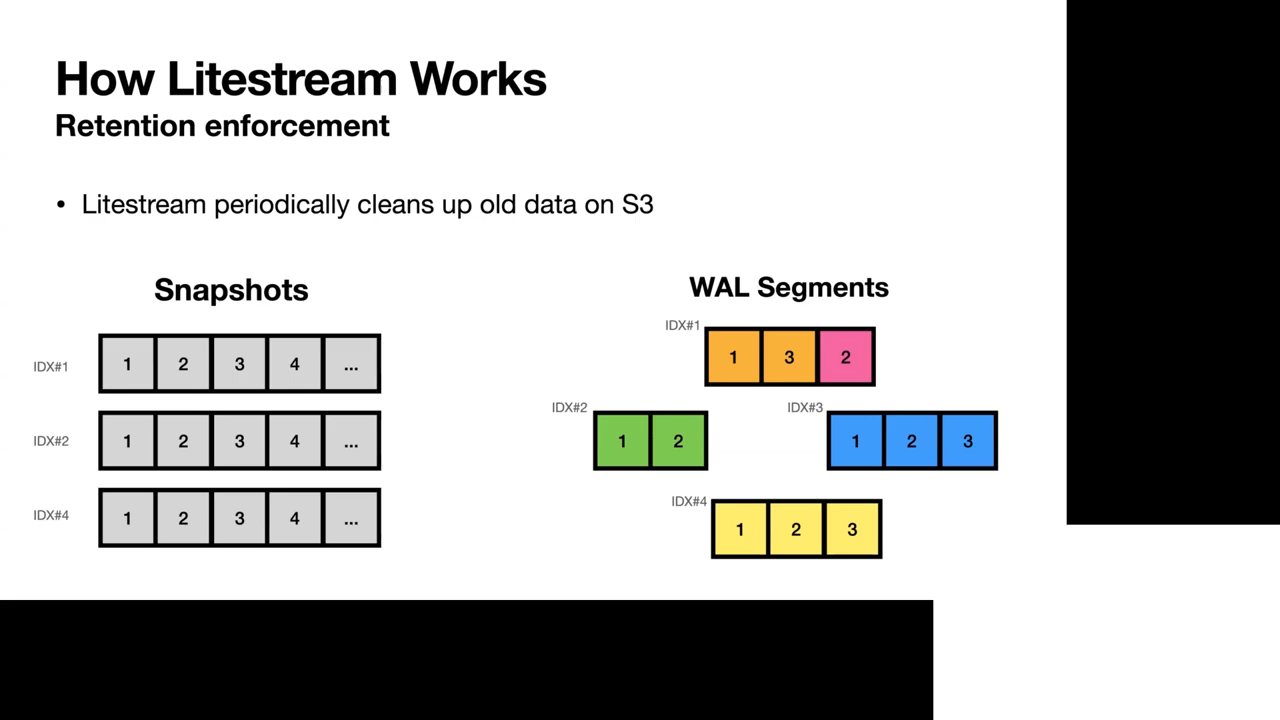 How Litestream Works
Retention enforcement
• Litestream periodically cleans up old data on S3
Snapshots
IDX#1 1 2 3 4 ...
IDX#2 1 2 3 4 ...
IDX#4 1 2 3 4 ...
WAL Segments
IDX#1 1 3 2
IDX#2 1 2
IDX#3 1 2 3
IDX#4 1 2 3